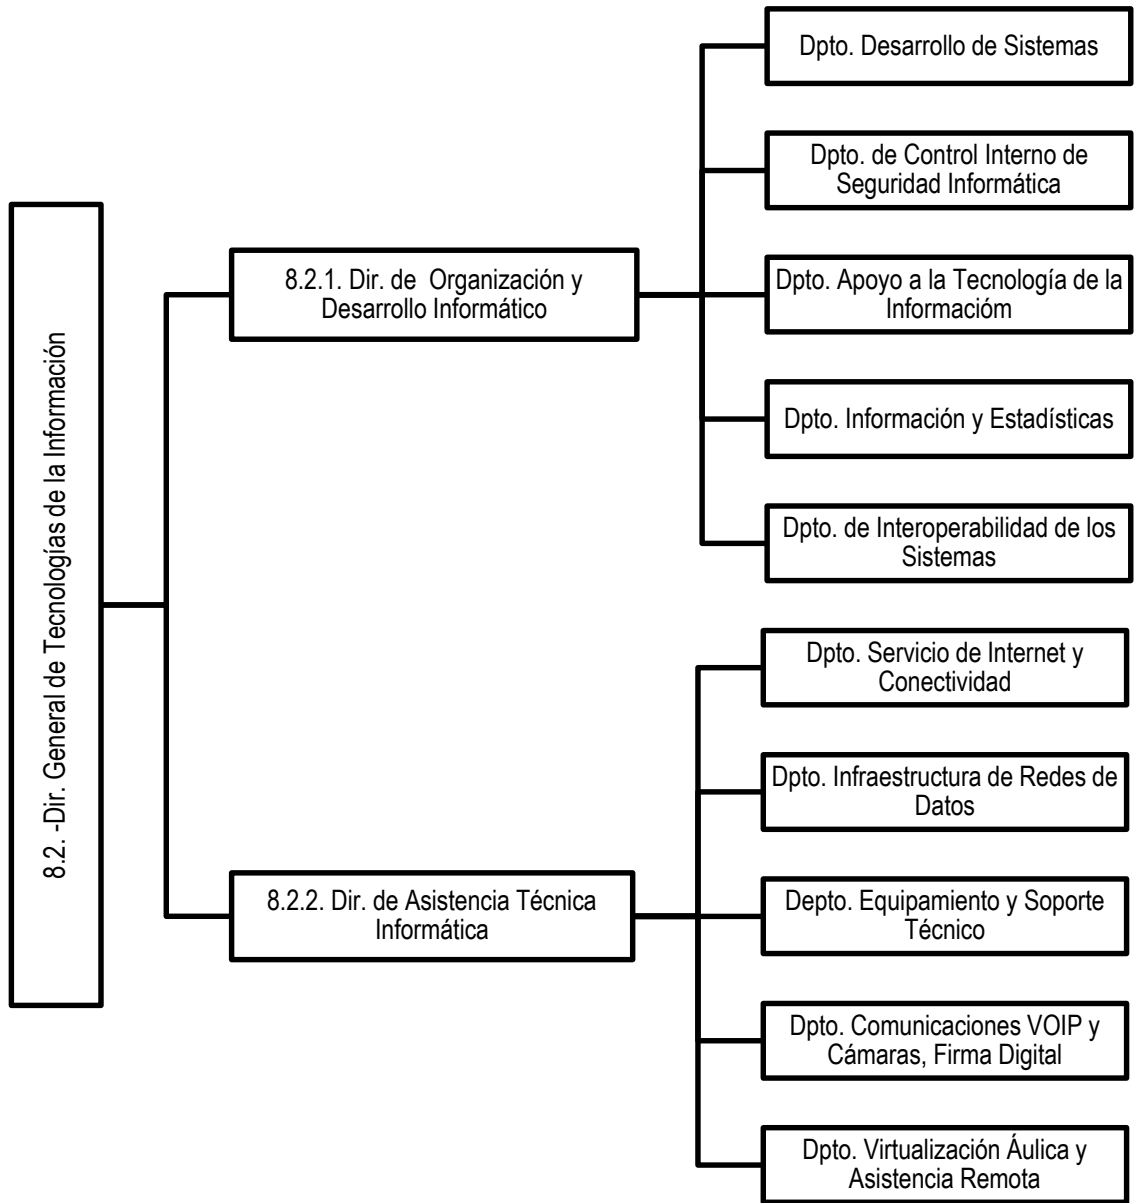 8.2. -Dir. General de Tecnologías de la Información
8.2.1. Dir. de  Organización y
Desarrollo Informático
Dpto. Desarrollo de Sistemas
Dpto. de Control Interno de
Seguridad Informática
Dpto. Apoyo a la Tecnología de la
Informacióm
Dpto. Información y Estadísticas
Dpto. de Interoperabilidad de los
Sistemas
8.2.2. Dir. de Asistencia Técnica
Informática
Dpto. Servicio de Internet y
Conectividad
Dpto. Infraestructura de Redes de
Datos
Depto. Equipamiento y Soporte
Técnico
Dpto. Comunicaciones VOIP y
Cámaras, Firma Digital
Dpto. Virtualización Áulica y
Asistencia Remota